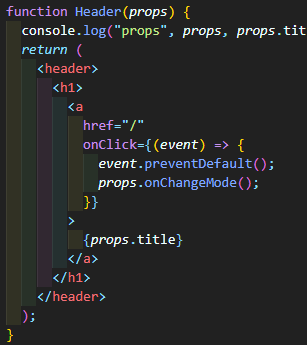 function Header(props) {
  console.log("props", props, props.tit
  return (
    <header>
      <h1>
        <a
          href="/"
          onClick={(event) => {
            event.preventDefault();
            props.onChangeMode();
          }}
        >
          {props.title}
        </a>
      </h1>
    </header>
  );
}